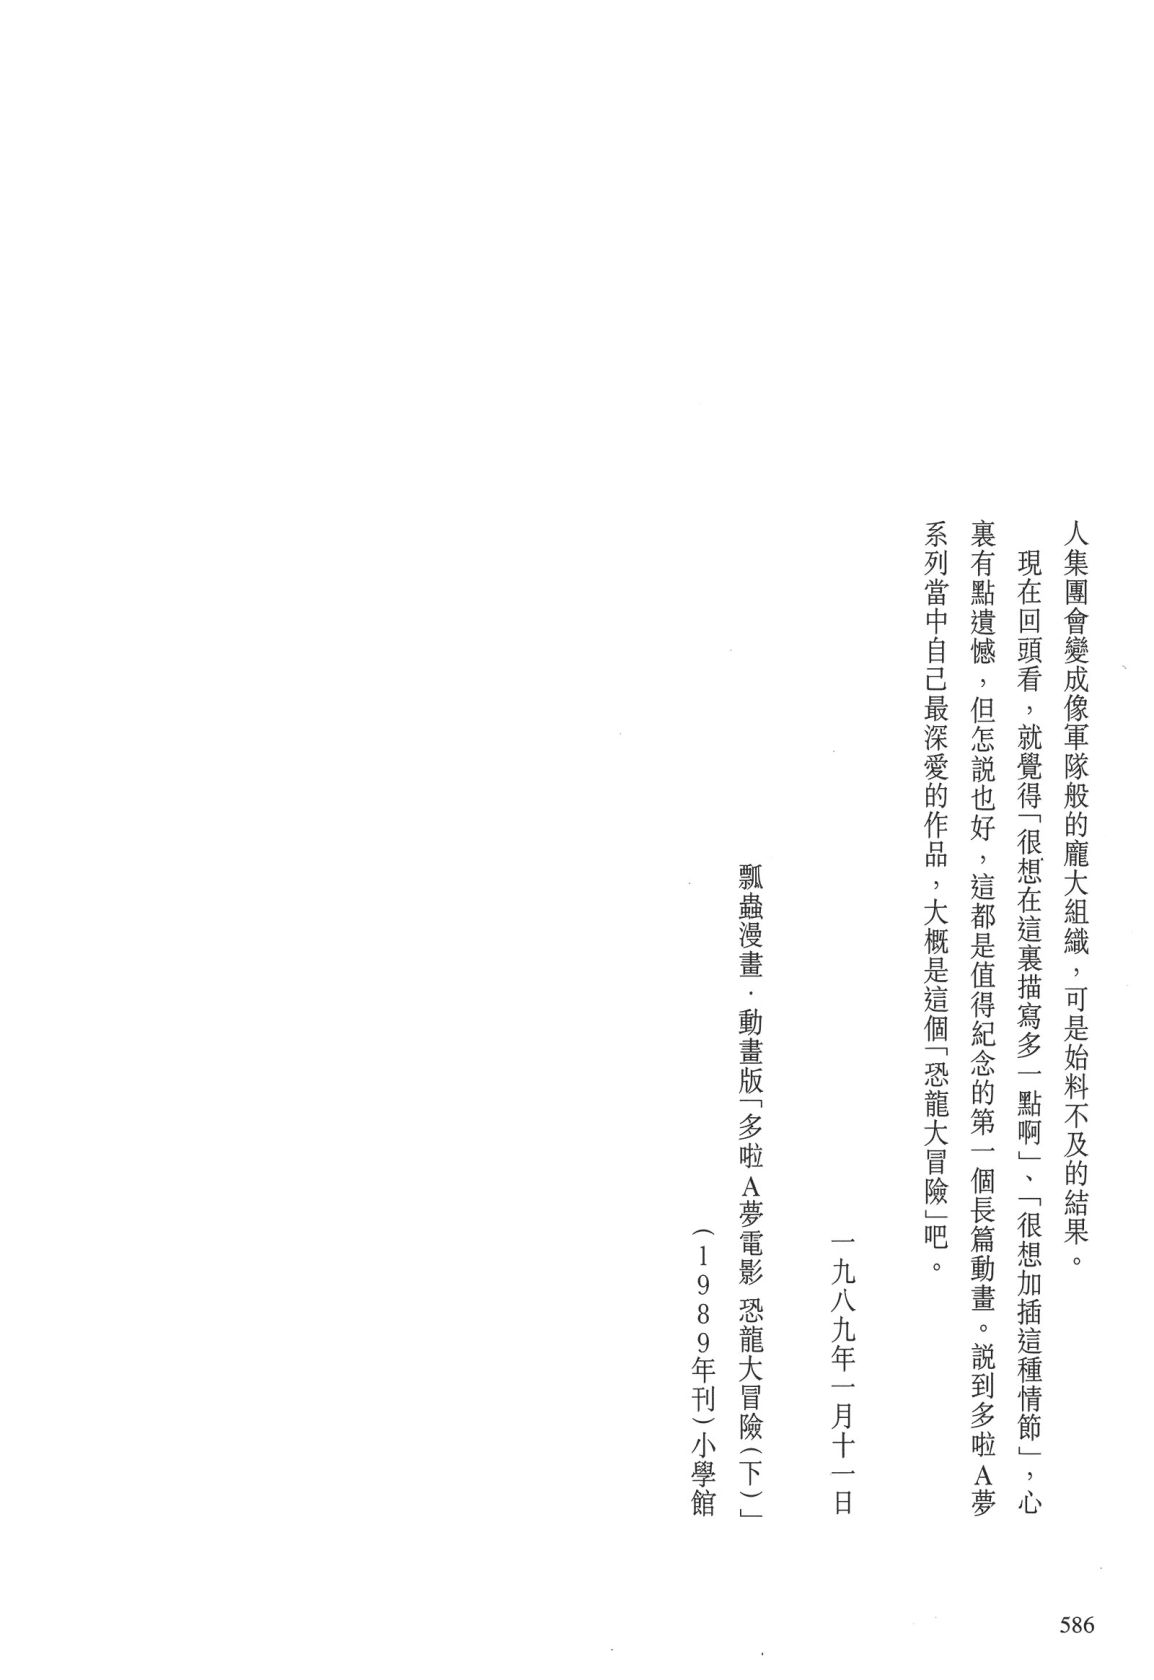 人集團會變成像軍隊般的龐大組織，可是始料不及的結果。
現在回頭看，就覺得「很想在這裏描寫多一點啊」、「很想加插這種情節」，心
裏有點遺憾，但怎説也好，這都是值得紀念的第一個長篇動畫。説到多啦A夢
系列當中自己最深愛的作品，大概是這個「恐龍大冒險」吧。
一九八九年一月十一日
瓢蟲漫畫．動畫版「多啦A夢電影 恐龍大冒險（下）」
（1989年刊）小學館
586